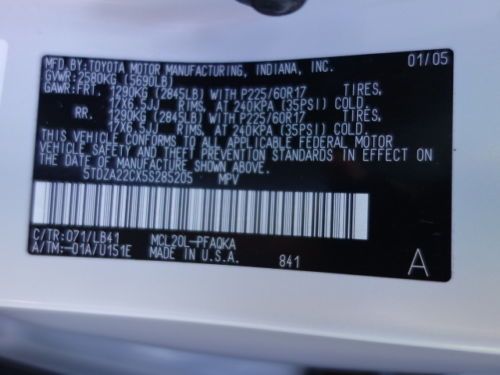 MFD. BY: TOYOTA MOTOR MANUFACTURING, INDIANA, INC. 01/05
GVWR: 2580KG (5690LB)
GAWR: FRT. 1290KG (2845LB) WITH P225/60R17 TIRES,
17X6.5JJ RIMS, AT 240KPA (35PSI) COLD.
RR. 1290KG (2845LB) WITH P225/60R17 TIRES,
17X6.5JJ RIMS, AT 240KPA (35PSI) COLD.
THIS VEHICLE CONFORMS TO ALL APPLICABLE FEDERAL MOTOR
VEHICLE SAFETY AND THEFT PREVENTION STANDARDS IN EFFECT ON
THE DATE OF MANUFACTURE SHOWN ABOVE.
5TDZA22CX5S285205 MPV
C/TR: 071/LB41 MCL20L-PFAQKA
A/TM: -01A/U151E MADE IN U.S.A. 841 A